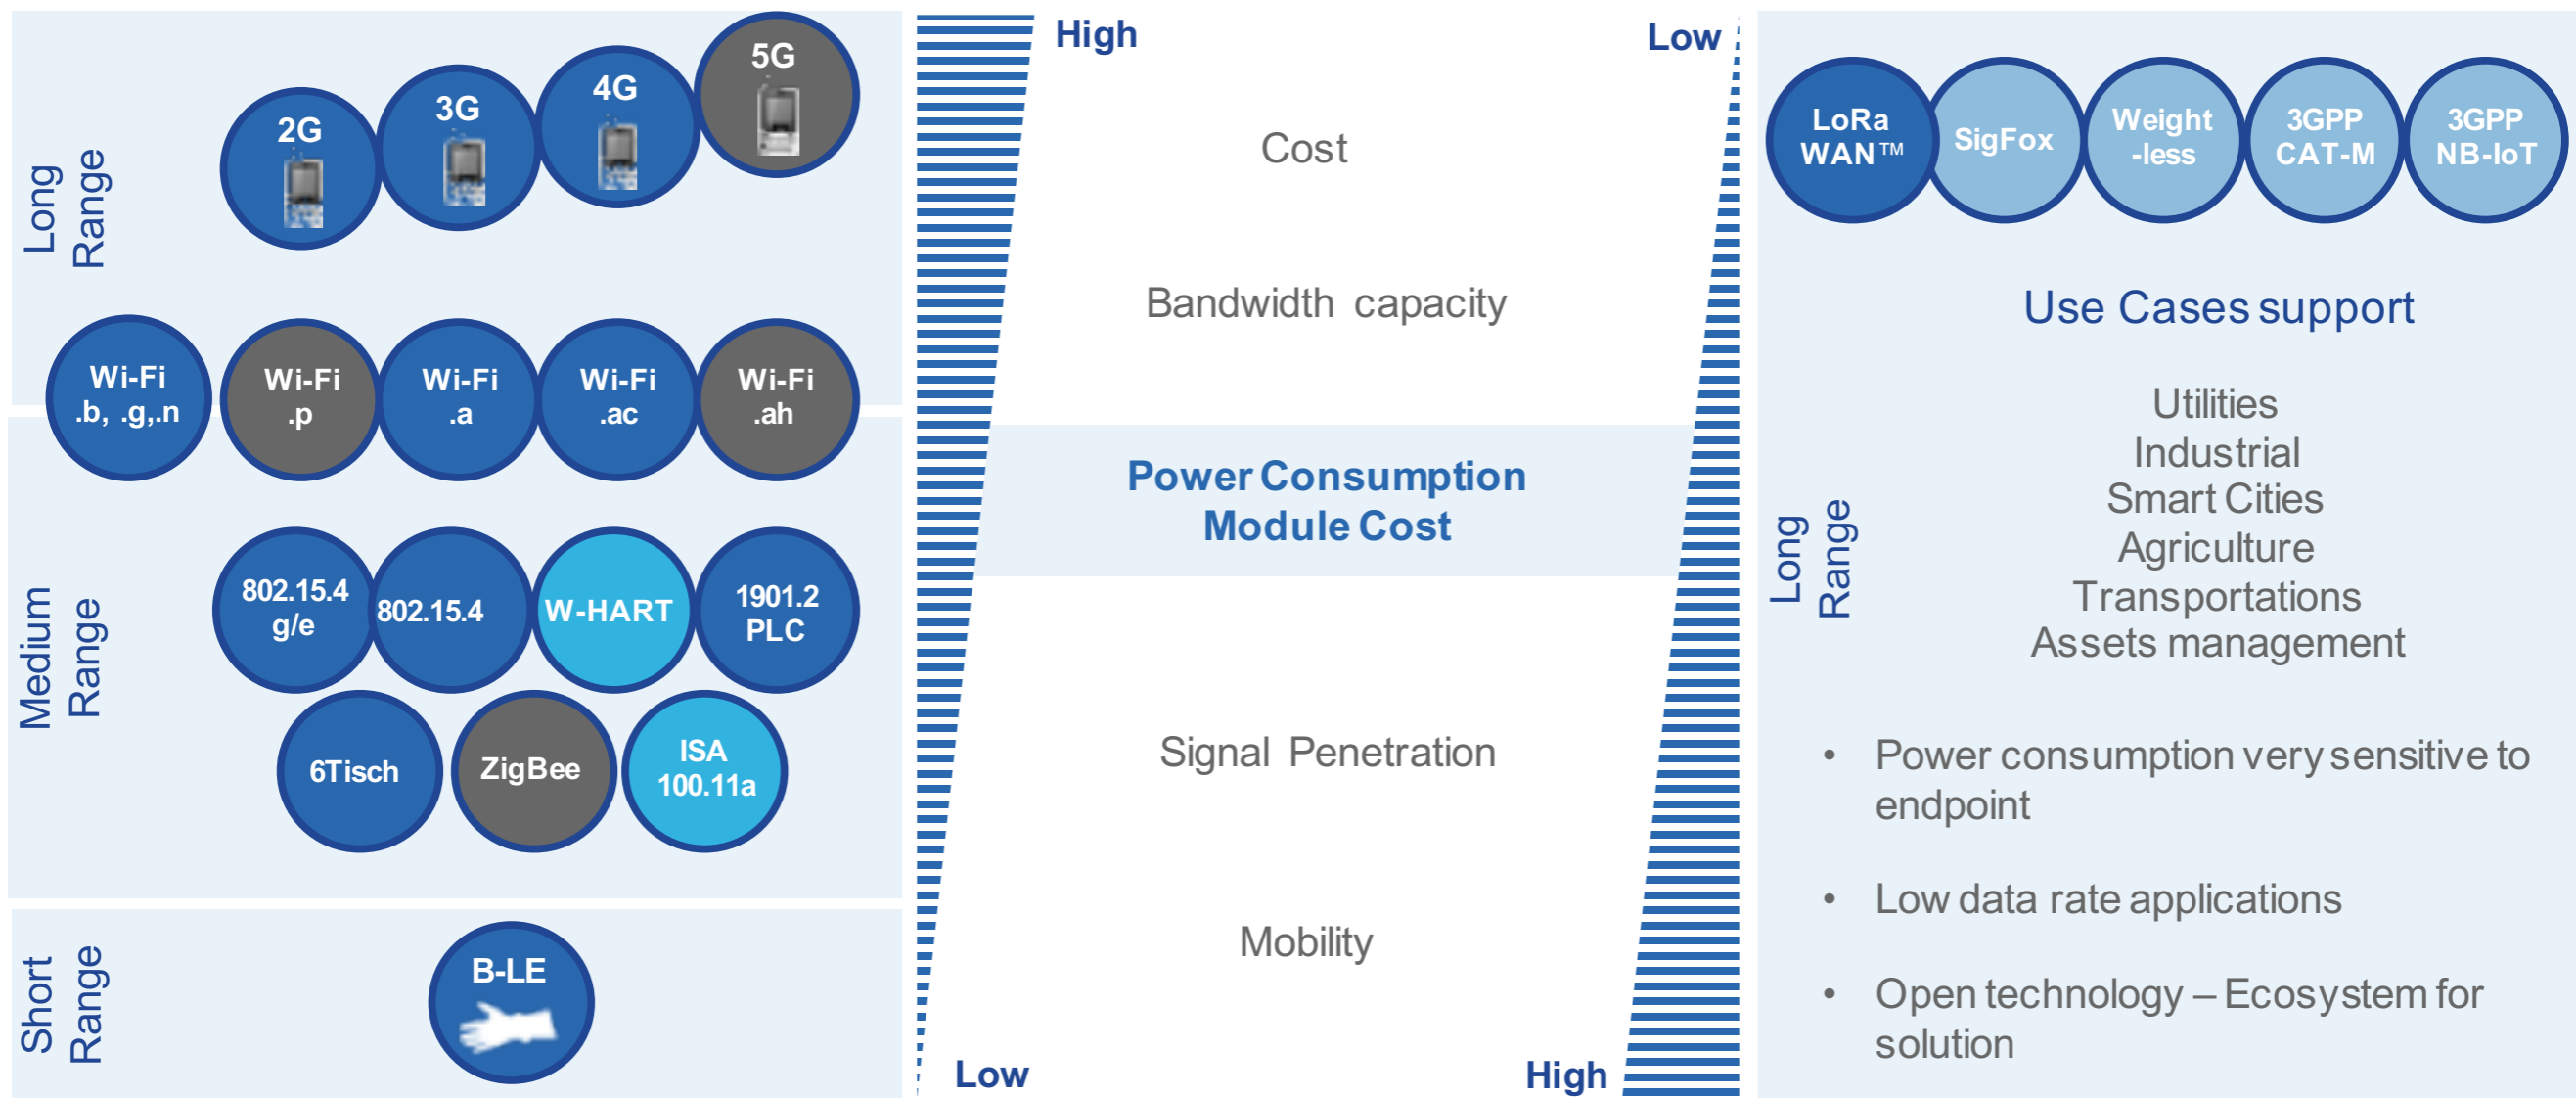 Long
Range
2G
3G
4G
5G
Wi-Fi
.b, .g,.n
Wi-Fi
.p
Wi-Fi
.a
Wi-Fi
.ac
Wi-Fi
.ah
Medium
Range
802.15.4
g/e
802.15.4
W-HART
1901.2
PLC
6Tisch
ZigBee
ISA
100.11a
Short
Range
B-LE
High
Low
Cost
Bandwidth capacity
Power Consumption
Module Cost
Signal Penetration
Mobility
Low
High
LoRa
WAN™
SigFox
Weight
-less
3GPP
CAT-M
3GPP
NB-IoT
Long
Range
Use Cases support
Utilities
Industrial
Smart Cities
Agriculture
Transportations
Assets management
• Power consumption very sensitive to
endpoint
• Low data rate applications
• Open technology – Ecosystem for
solution